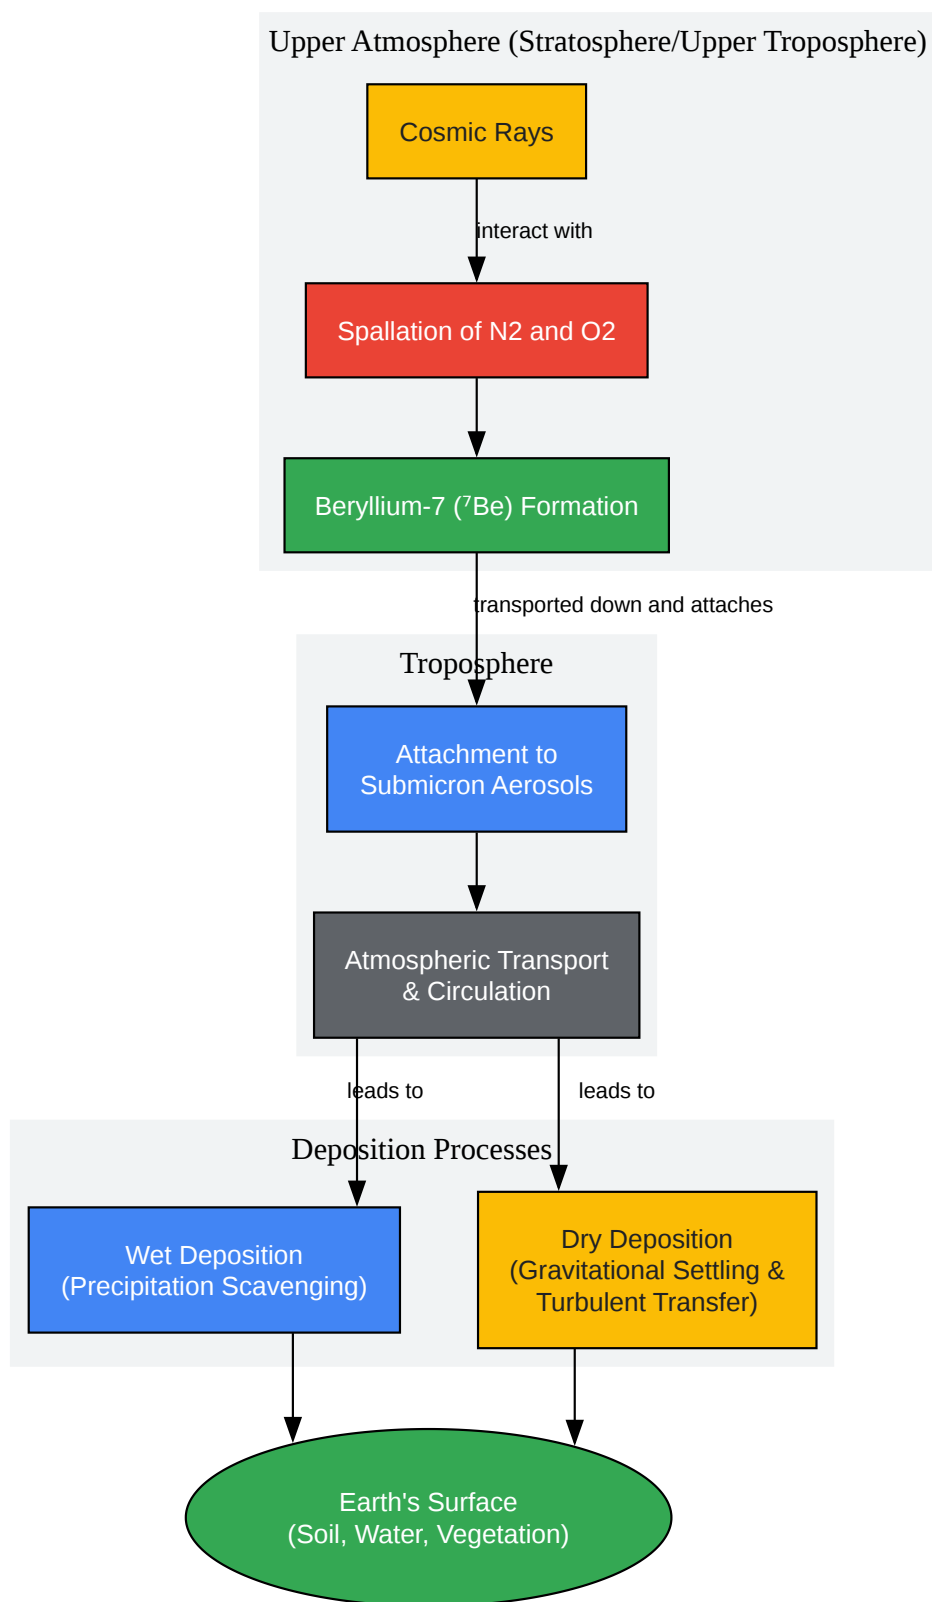 Upper Atmosphere (Stratosphere/Upper Troposphere)
Cosmic Rays
interact with
Spallation of N2 and O2
Beryllium-7 (⁷Be) Formation
transported down and attaches
Troposphere
Attachment to
Submicron Aerosols
Atmospheric Transport
& Circulation
leads to
leads to
Deposition Processes
Wet Deposition
(Precipitation Scavenging)
Dry Deposition
(Gravitational Settling &
Turbulent Transfer)
Earth's Surface
(Soil, Water, Vegetation)